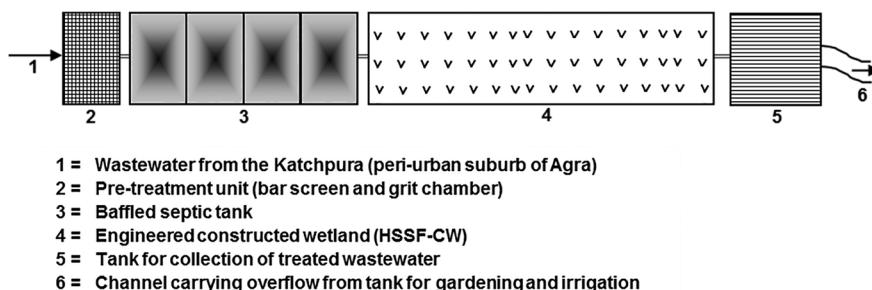 1
2
3
4
5
6
1 = Wastewater from the Katchpura (peri-urban suburb of Agra)
2 = Pre-treatment unit (bar screen and grit chamber)
3 = Baffled septic tank
4 = Engineered constructed wetland (HSSF-CW)
5 = Tank for collection of treated wastewater
6 = Channel carrying overflow from tank for gardening and irrigation